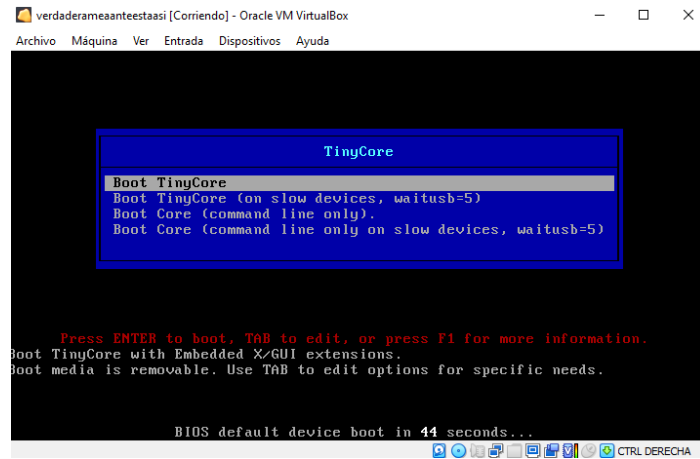 verdaderameaanteestaasi [Corriendo] - Oracle VM VirtualBox
Archivo Máquina Ver Entrada Dispositivos Ayuda
TinyCore
Boot TinyCore
Boot TinyCore (on slow devices, waitusb=5)
Boot Core (command line only).
Boot Core (command line only on slow devices, waitusb=5)
Press ENTER to boot, TAB to edit, or press F1 for more information.
Boot TinyCore with Embedded X/GUI extensions.
Boot media is removable. Use TAB to edit options for specific needs.
BIOS default device boot in 44 seconds...
CTRL DERECHA